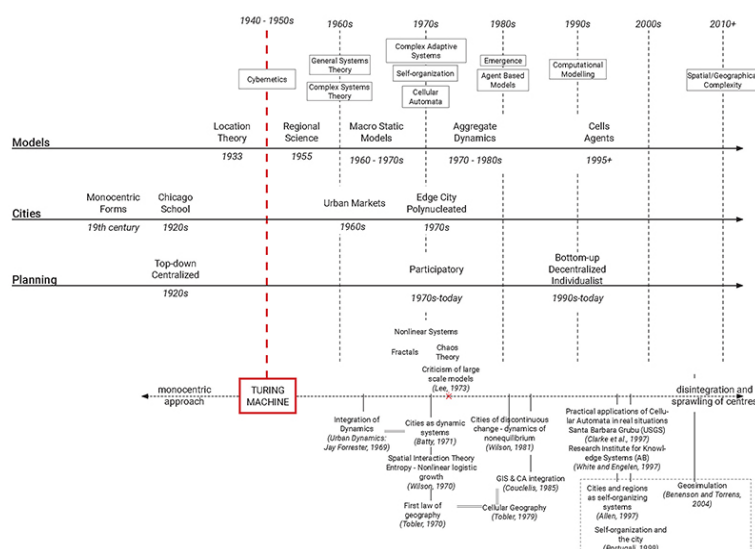 1940 - 1950s
1960s
1970s
1980s
1990s
2000s
2010+
Cybernetics
General Systems
Theory
Complex Systems
Theory
Complex Adaptive
Systems
Self-organization
Cellular
Automata
Emergence
Agent Based
Models
Computational
Modelling
Spatial/Geographical
Complexity
Models
Location
Theory
1933
Regional
Science
1955
Macro Static
Models
1960 - 1970s
Aggregate
Dynamics
1970 - 1980s
Cells
Agents
1995+
Cities
Monocentric
Forms
19th century
Chicago
School
1920s
Urban Markets
1960s
Edge City
Polynucleated
1970s
Planning
Top-down
Centralized
1920s
Participatory
1970s-today
Bottom-up
Decentralized
Individualist
1990s-today
Nonlinear Systems
Fractals
Chaos
Theory
Criticism of large
scale models
(Lee, 1973)
monocentric
approach
TURING
MACHINE
disintegration and
sprawling of centres
Integration of
Dynamics
(Urban Dynamics:
Jay Forrester, 1969)
Cities as dynamic
systems
(Batty, 1971)
Spatial Interaction Theory
Entropy - Nonlinear logistic
growth
(Wilson, 1970)
First law of
geography
(Tobler, 1970)
Cities of discontinuous
change - dynamics of
nonequilibrium
(Wilson, 1981)
GIS & CA integration
(Couclelis, 1985)
Cellular Geography
(Tobler, 1979)
Practical applications of Cellu-
lar Automata in real situations
Santa Barbara Grubu (USGS)
(Clarke et al., 1997)
Research Institute for Knowl-
edge Systems (AB)
(White and Engelen, 1997)
Cities and regions
as self-organizing
systems
(Allen, 1997)
Self-organization and
the city
Geosimulation
(Benenson and Torrens,
2004)